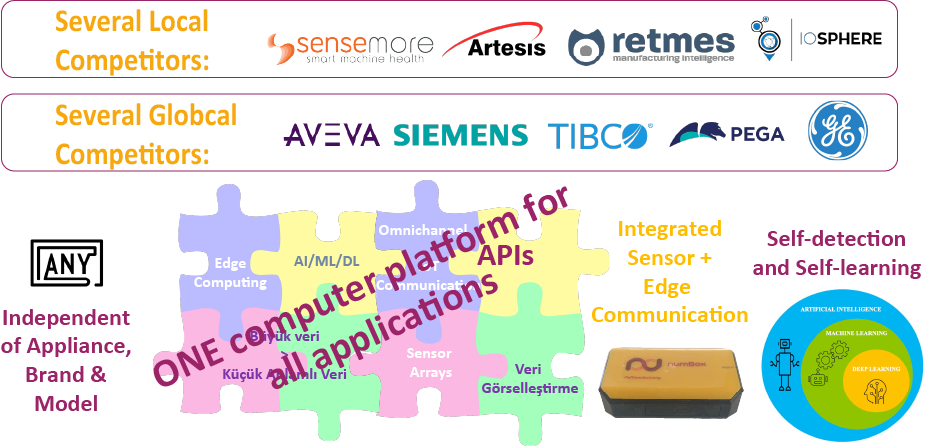 Several Local
Competitors:
sensemore
smart machine health
Artesis
retmes
manufacturing intelligence
IOSPHERE
Several Globcal
Competitors:
AVEVA
SIEMENS
TIBCO
PEGA
GE
ANY
Independent
of Appliance,
Brand &
Model
Edge
Computing
AI/ML/DL
Omnichannel
Communication
APIs
ONE computer platform for
all applications
Büyük veri
>
Küçük Anlamlı Veri
Sensor
Arrays
Veri
Görselleştirme
Integrated
Sensor +
Edge
Communication
numBox
Self-detection
and Self-learning
ARTIFICIAL INTELLIGENCE
MACHINE LEARNING
DEEP LEARNING